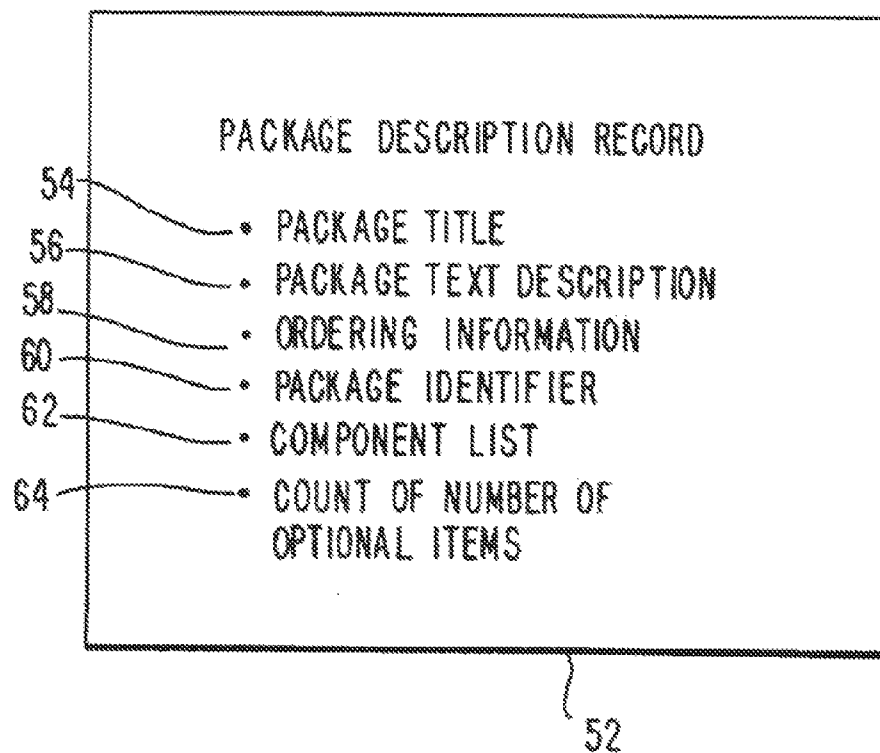 PACKAGE DESCRIPTION RECORD
54
• PACKAGE TITLE
56
• PACKAGE TEXT DESCRIPTION
58
• ORDERING INFORMATION
60
• PACKAGE IDENTIFIER
62
• COMPONENT LIST
64
• COUNT OF NUMBER OF
OPTIONAL ITEMS
52